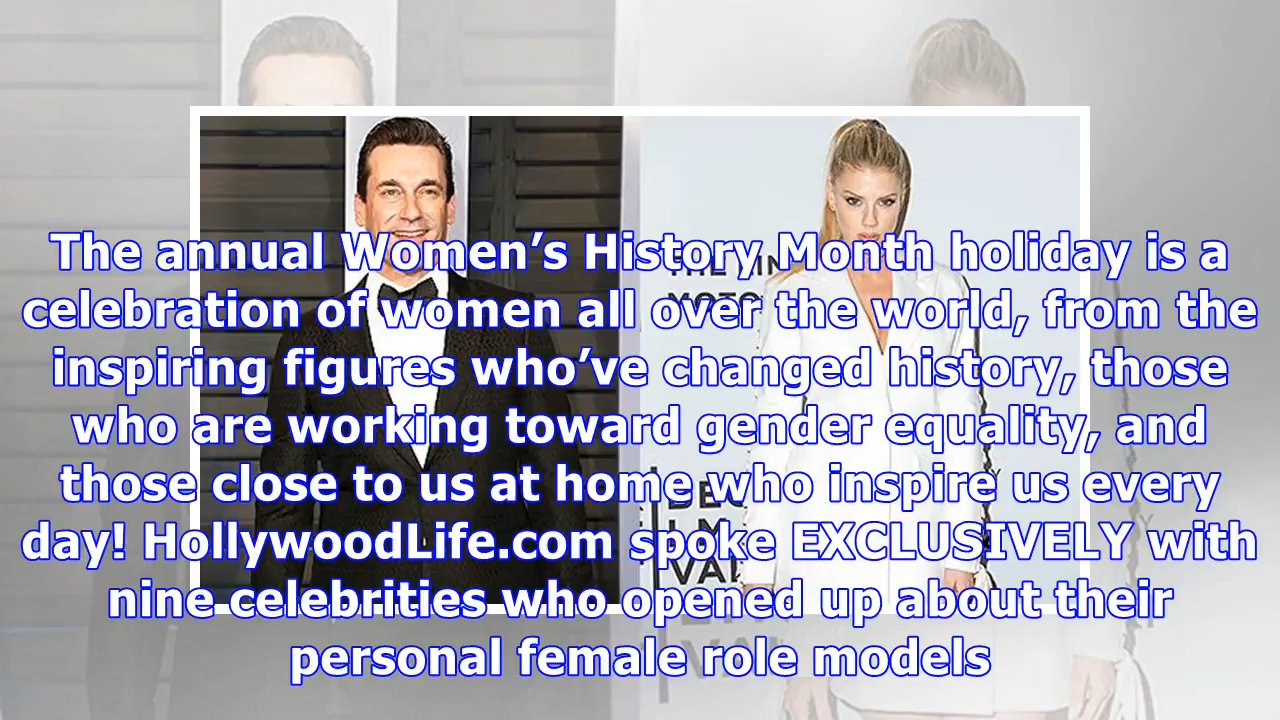 The annual Women’s History Month holiday is a
celebration of women all over the world, from the
inspiring figures who’ve changed history, those
who are working toward gender equality, and
those close to us at home who inspire us every
day! HollywoodLife.com spoke EXCLUSIVELY with
nine celebrities who opened up about their
personal female role models